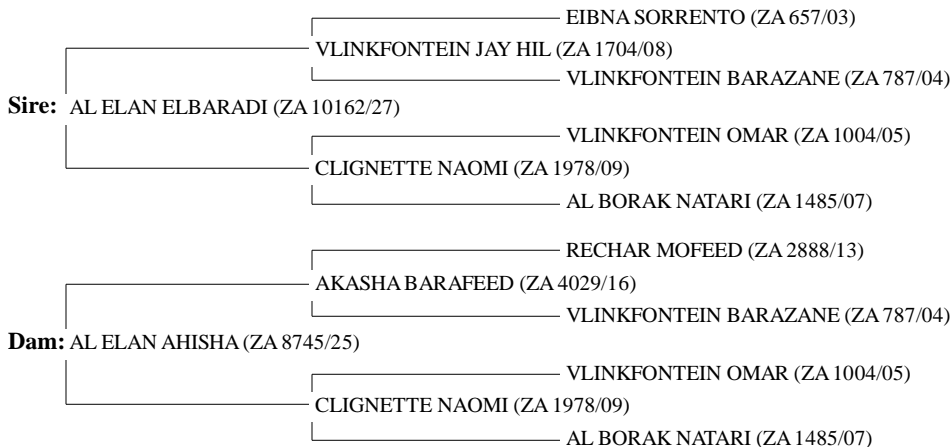 EIBNA SORRENTO (ZA 657/03)
VLINKFONTEIN JAY HIL (ZA 1704/08)
VLINKFONTEIN BARAZANE (ZA 787/04)
Sire: AL ELAN ELBARADI (ZA 10162/27)
VLINKFONTEIN OMAR (ZA 1004/05)
CLIGNETTE NAOMI (ZA 1978/09)
AL BORAK NATARI (ZA 1485/07)
RECHAR MOFEED (ZA 2888/13)
AKASHA BARAFEED (ZA 4029/16)
VLINKFONTEIN BARAZANE (ZA 787/04)
Dam: AL ELAN AHISHA (ZA 8745/25)
VLINKFONTEIN OMAR (ZA 1004/05)
CLIGNETTE NAOMI (ZA 1978/09)
AL BORAK NATARI (ZA 1485/07)